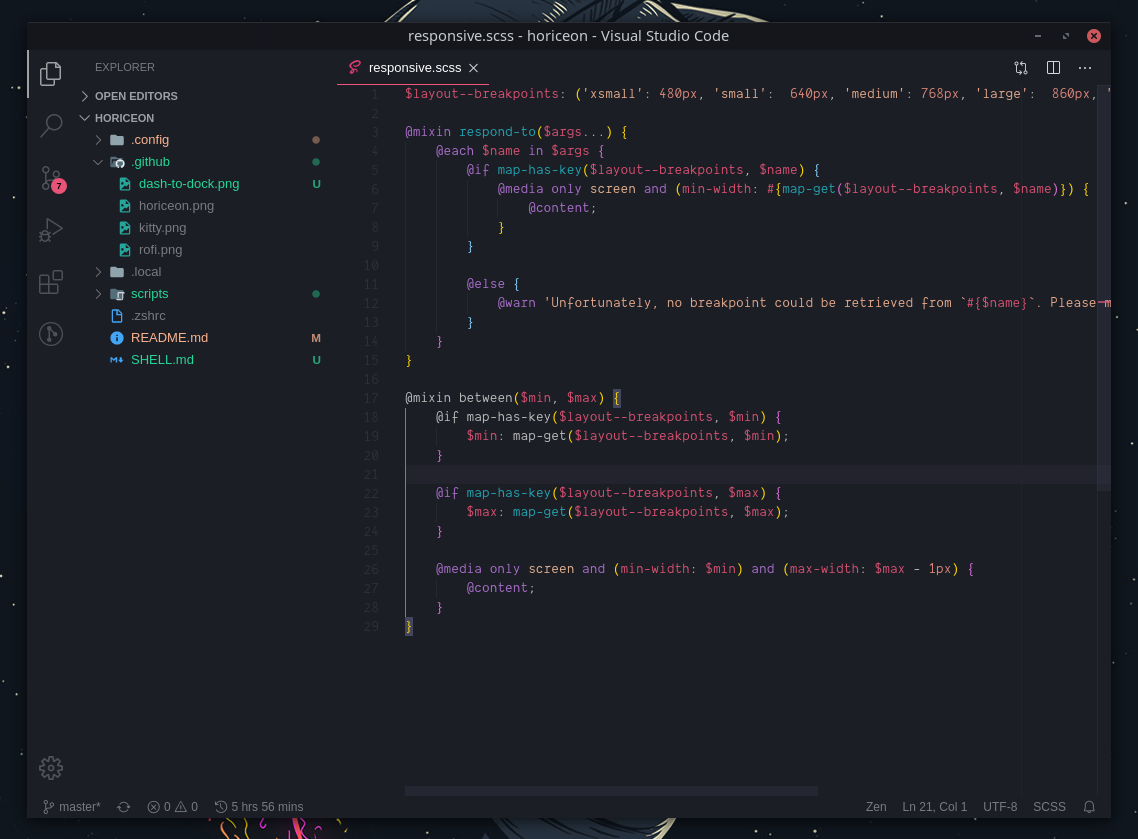 responsive.scss - horiceon - Visual Studio Code
EXPLORER
OPEN EDITORS
HORICEON
.config
.github
dash-to-dock.png U
horiceon.png
kitty.png
rofi.png
.local
scripts
.zshrc
README.md M
SHELL.md U
7
responsive.scss
1 $layout--breakpoints: ('xsmall': 480px, 'small':  640px, 'medium': 768px, 'large':  860px, '
2
3 @mixin respond-to($args...) {
4     @each $name in $args {
5         @if map-has-key($layout--breakpoints, $name) {
6             @media only screen and (min-width: #{map-get($layout--breakpoints, $name)}) {
7                 @content;
8             }
9         }
10
11         @else {
12             @warn 'Unfortunately, no breakpoint could be retrieved from `#{$name}`. Please m
13         }
14     }
15 }
16
17 @mixin between($min, $max) {
18     @if map-has-key($layout--breakpoints, $min) {
19         $min: map-get($layout--breakpoints, $min);
20     }
21
22     @if map-has-key($layout--breakpoints, $max) {
23         $max: map-get($layout--breakpoints, $max);
24     }
25
26     @media only screen and (min-width: $min) and (max-width: $max - 1px) {
27         @content;
28     }
29 }
master* 0 0 5 hrs 56 mins Zen Ln 21, Col 1 UTF-8 SCSS